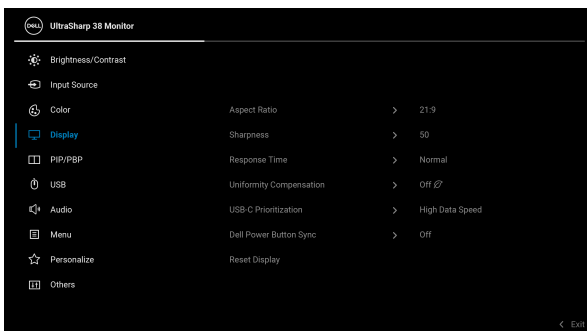 DELL UltraSharp 38 Monitor
Brightness/Contrast
Input Source
Color Aspect Ratio 21:9
Display Sharpness 50
PIP/PBP Response Time Normal
USB Uniformity Compensation Off
Audio USB-C Prioritization High Data Speed
Menu Dell Power Button Sync Off
Personalize Reset Display
Others
Exit